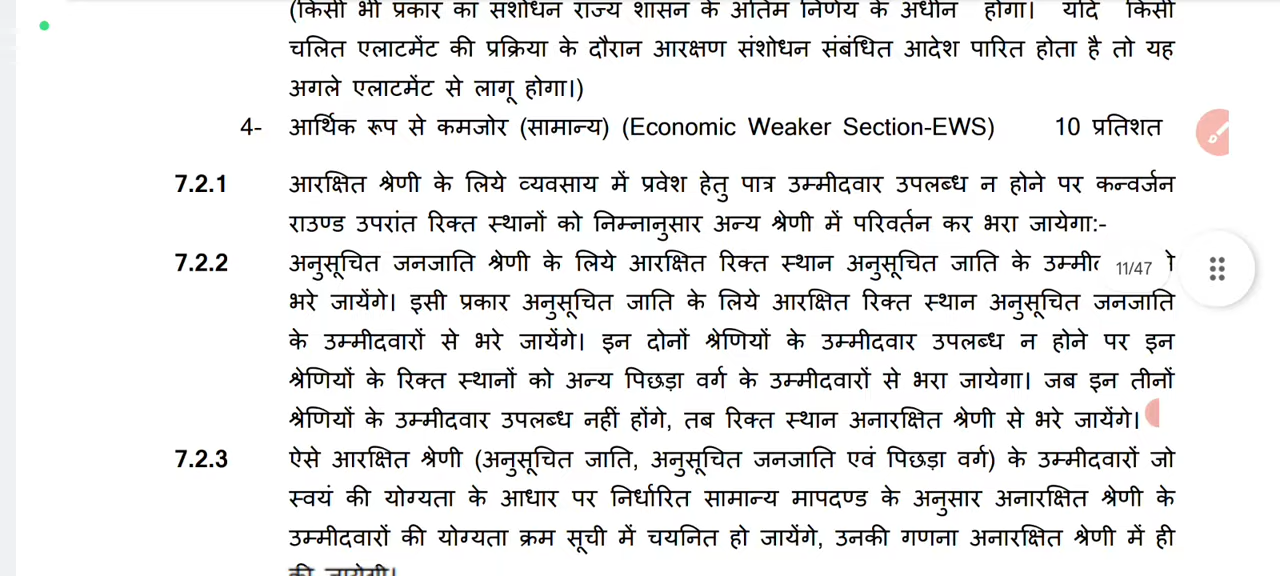 (किसी भी प्रकार का संशोधन राज्य शासन के अंतिम निर्णय के अधीन होगा। यदि किसी
चलित एलाटमेंट की प्रक्रिया के दौरान आरक्षण संशोधन संबंधित आदेश पारित होता है तो यह
अगले एलाटमेंट से लागू होगा।)
4- आर्थिक रूप से कमजोर (सामान्य) (Economic Weaker Section-EWS) 10 प्रतिशत
7.2.1 आरक्षित श्रेणी के लिये व्यवसाय में प्रवेश हेतु पात्र उम्मीदवार उपलब्ध न होने पर कन्वर्जन
राउण्ड उपरांत रिक्त स्थानों को निम्नानुसार अन्य श्रेणी में परिवर्तन कर भरा जायेगा:-
7.2.2 अनुसूचित जनजाति श्रेणी के लिये आरक्षित रिक्त स्थान अनुसूचित जाति के 11/47
भरे जायेंगे। इसी प्रकार अनुसूचित जाति के लिये आरक्षित रिक्त स्थान अनुसूचित जनजाति
के उम्मीदवारों से भरे जायेंगे। इन दोनों श्रेणियों के उम्मीदवार उपलब्ध न होने पर इन
श्रेणियों के रिक्त स्थानों को अन्य पिछड़ा वर्ग के उम्मीदवारों से भरा जायेगा। जब इन तीनों
श्रेणियों के उम्मीदवार उपलब्ध नहीं होंगे, तब रिक्त स्थान अनारक्षित श्रेणी से भरे जायेंगे।
7.2.3 ऐसे आरक्षित श्रेणी (अनुसूचित जाति, अनुसूचित जनजाति एवं पिछड़ा वर्ग) के उम्मीदवारों जो
स्वयं की योग्यता के आधार पर निर्धारित सामान्य मापदण्ड के अनुसार अनारक्षित श्रेणी के
उम्मीदवारों की योग्यता क्रम सूची में चयनित हो जायेंगे, उनकी गणना अनारक्षित श्रेणी में ही
की जायेगी।